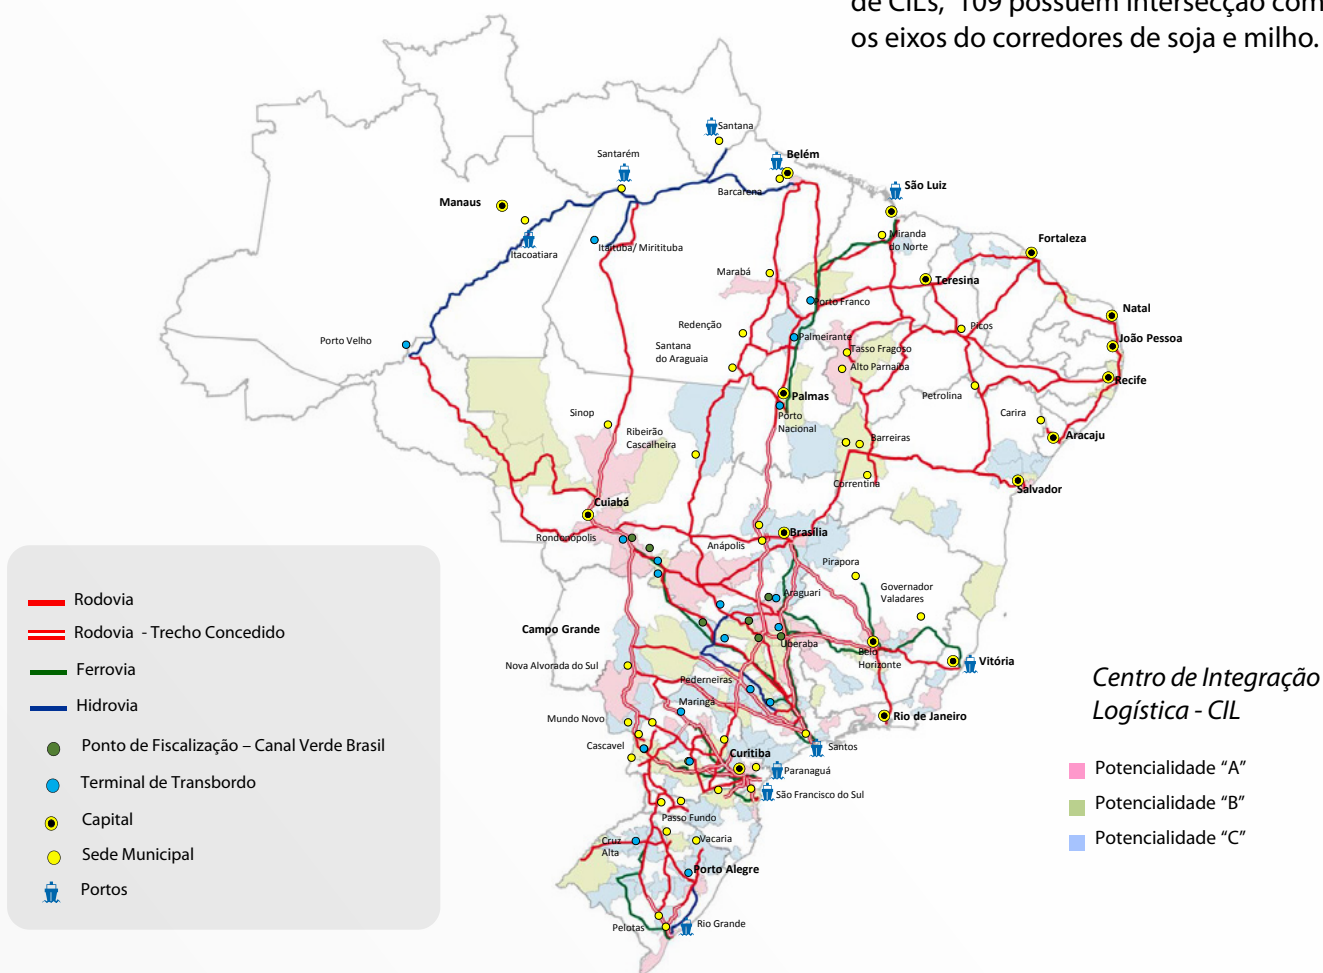 de CILs, 109 possuem intersecção com
os eixos do corredores de soja e milho.
Santana
Belém
Santarém
Barcarena
São Luiz
Manaus
Itacoatiara
Itaituba/ Miritituba
Miranda
do Norte
Fortaleza
Marabá
Teresina
Porto Franco
Natal
Porto Velho
Redenção
Palmeirante
Picos
João Pessoa
Santana
do Araguaia
Tasso Fragoso
Alto Parnaíba
Recife
Palmas
Petrolina
Sinop
Porto
Nacional
Carira
Ribeirão
Cascalheira
Barreiras
Aracaju
Correntina
Salvador
Cuiabá
Rondonópolis
Anápolis
Brasília
Pirapora
Governador
Valadares
Araguari
Campo Grande
Uberaba
Belo
Horizonte
Vitória
Nova Alvorada do Sul
Pederneiras
Maringá
Mundo Novo
Rio de Janeiro
Cascavel
Santos
Curitiba
Paranaguá
São Francisco do Sul
Passo Fundo
Cruz
Alta
Vacaria
Porto Alegre
Pelotas
Rio Grande
Rodovia
Rodovia - Trecho Concedido
Ferrovia
Hidrovia
Ponto de Fiscalização – Canal Verde Brasil
Terminal de Transbordo
Capital
Sede Municipal
Portos
Centro de Integração
Logística - CIL
Potencialidade “A”
Potencialidade “B”
Potencialidade “C”